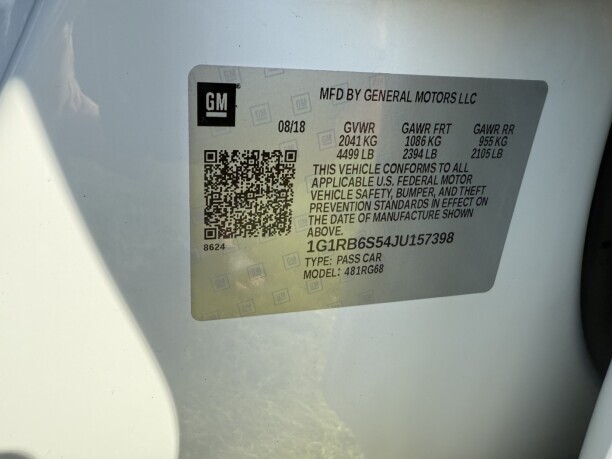 GM
MFD BY GENERAL MOTORS LLC
08/18 GVWR GAWR FRT GAWR RR
2041 KG 1086 KG 955 KG
4499 LB 2394 LB 2105 LB
THIS VEHICLE CONFORMS TO ALL
APPLICABLE U.S. FEDERAL MOTOR
VEHICLE SAFETY, BUMPER, AND THEFT
PREVENTION STANDARDS IN EFFECT ON
THE DATE OF MANUFACTURE SHOWN
ABOVE.
8624
1G1RB6S54JU157398
TYPE: PASS CAR
MODEL: 481RG68